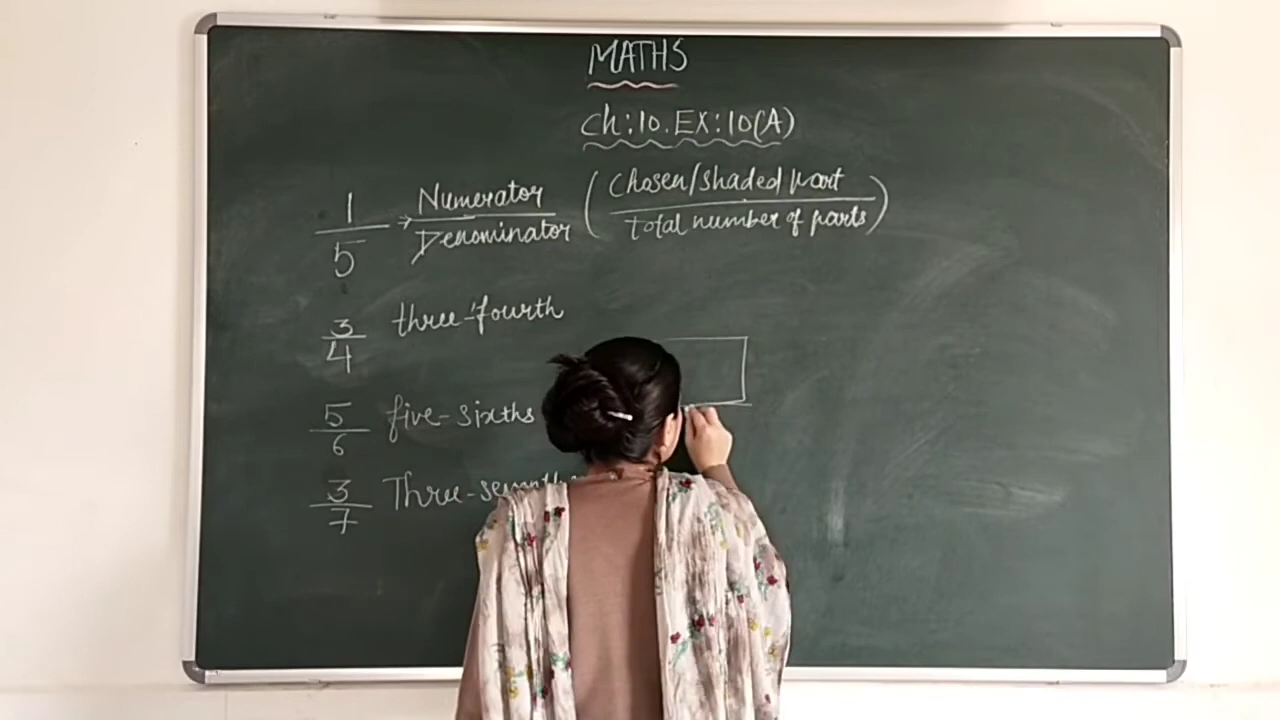 MATHS
Ch:10. EX:10(A)
1/5 → Numerator/Denominator (Chosen/shaded part / Total number of parts)
3/4 three-fourth
5/6 five-sixths
3/7 Three-